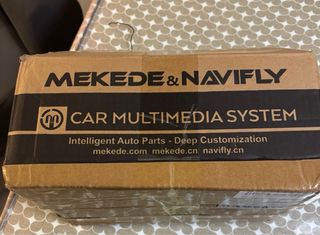 MEKEDE & NAVIFLY
CAR MULTIMEDIA SYSTEM
Intelligent Auto Parts - Deep Customization
mekede.com mekede.cn navifly.cn